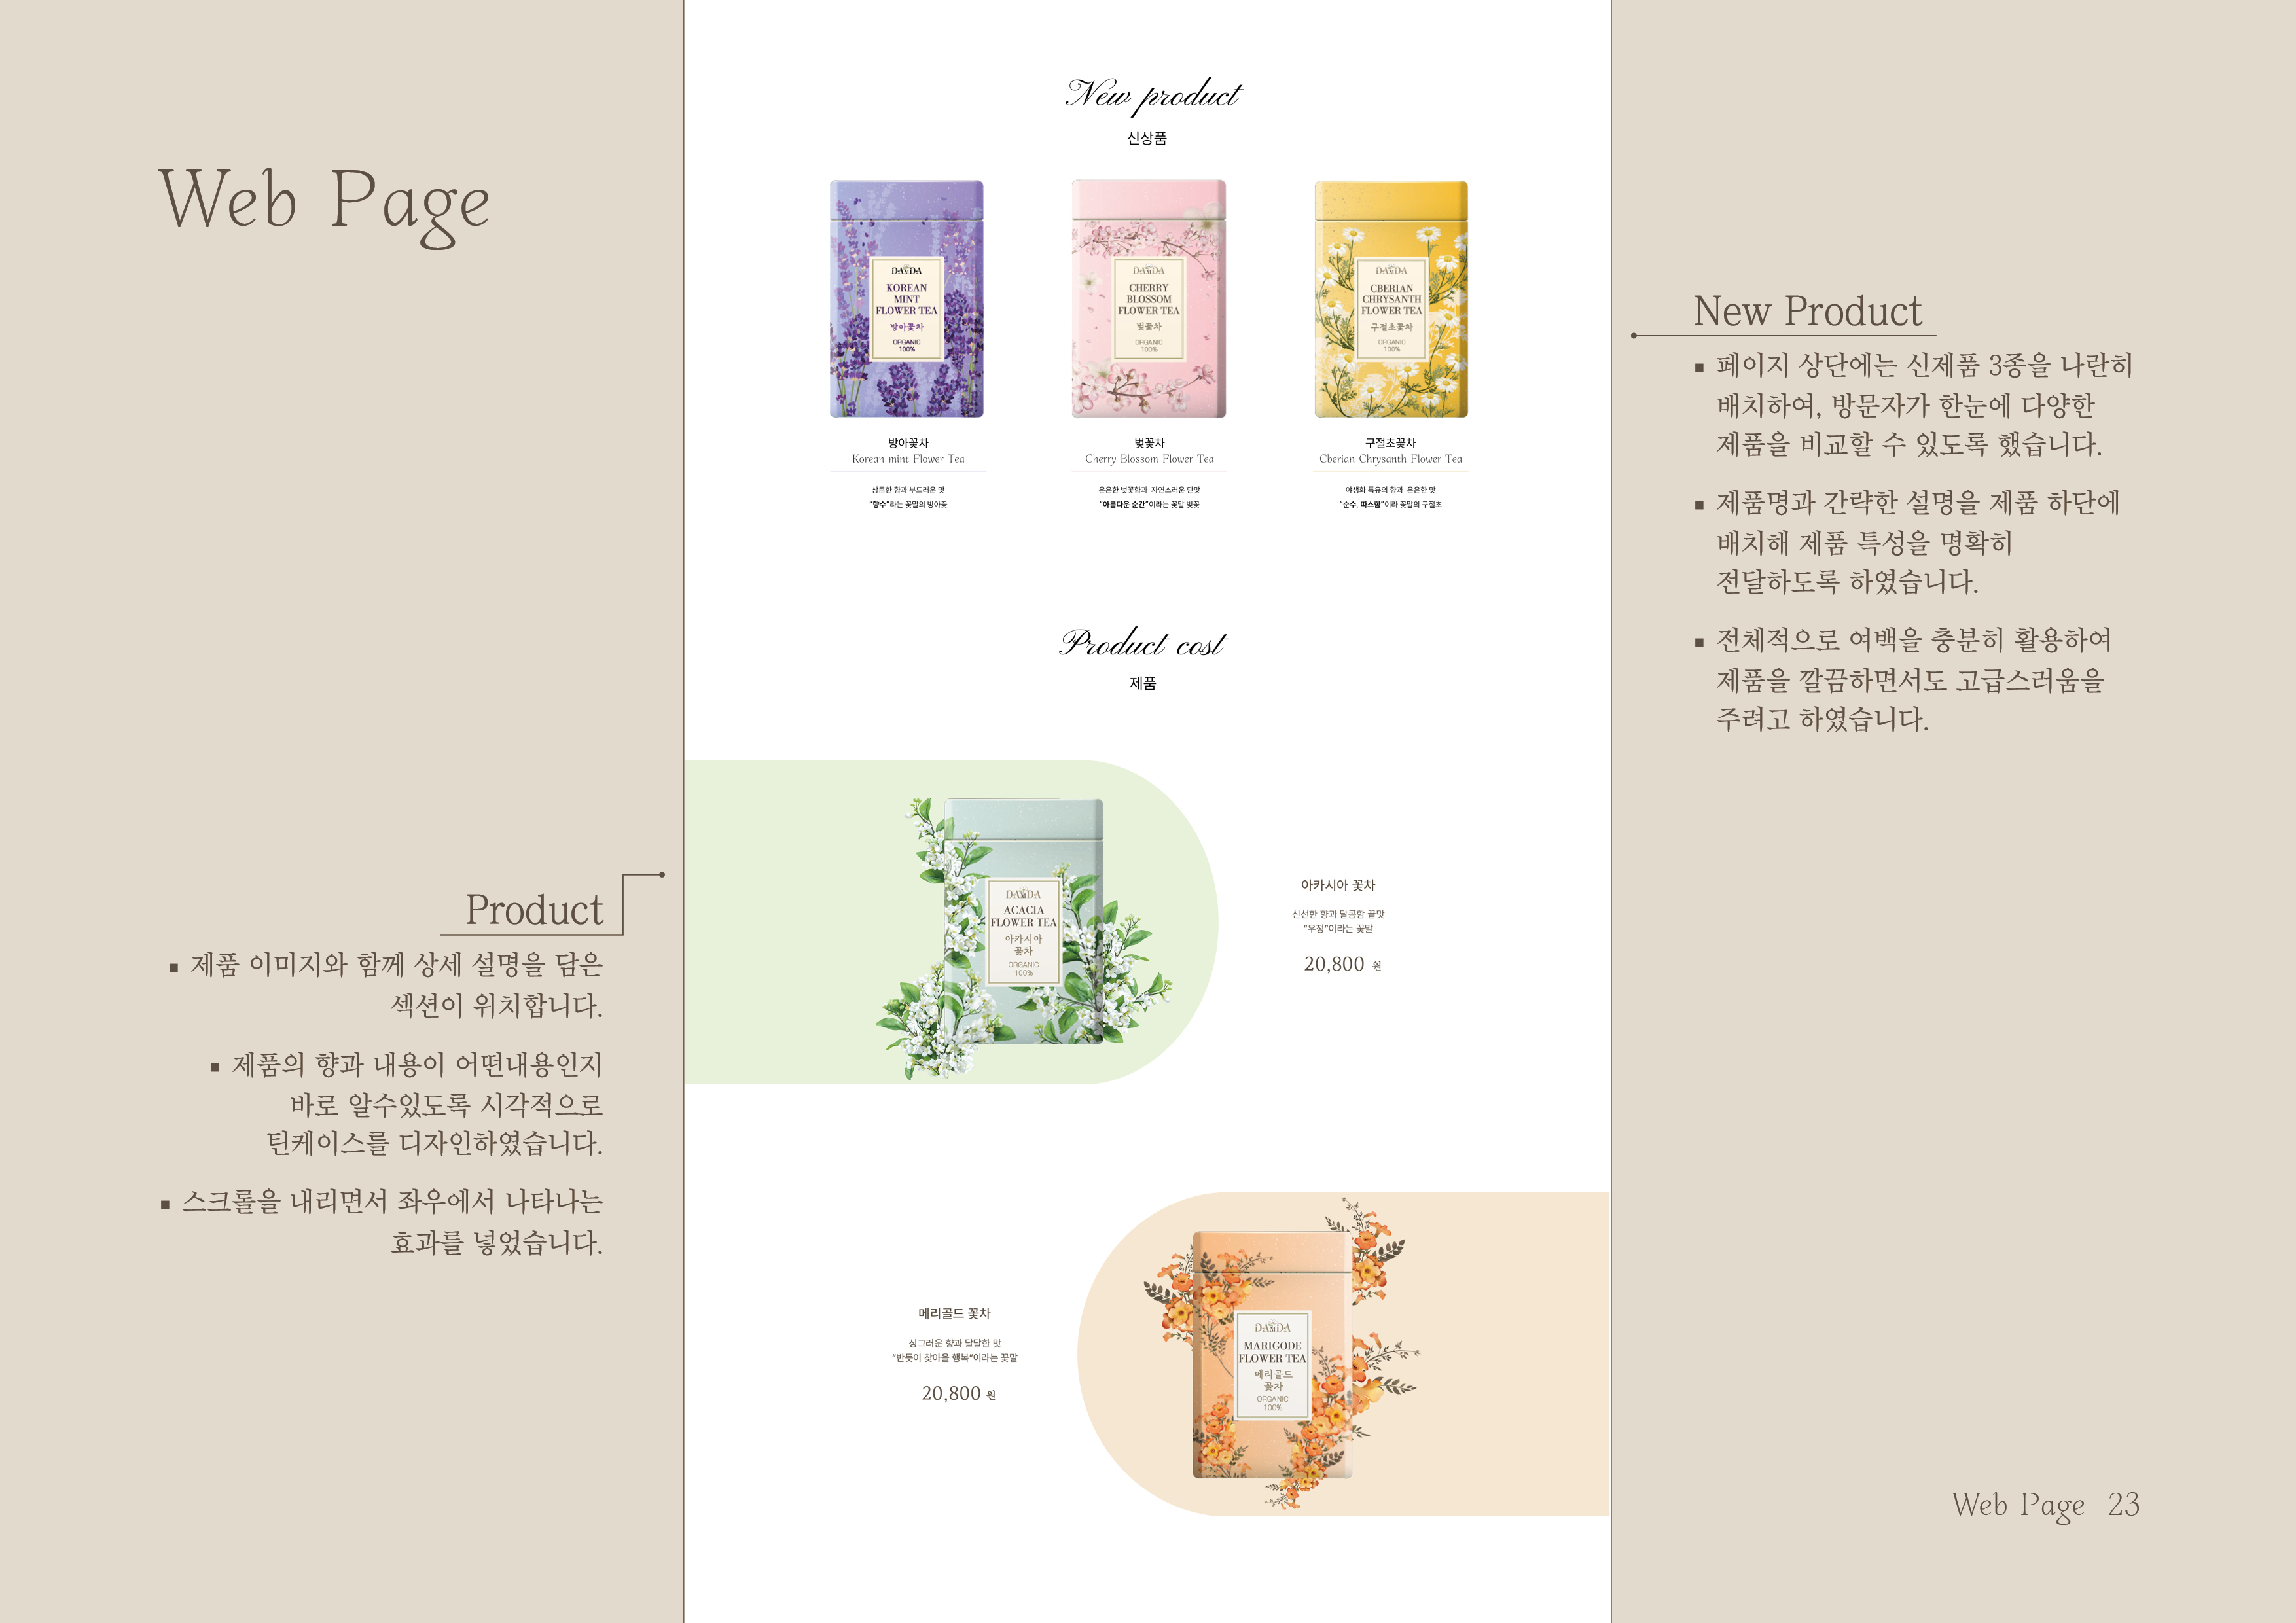 Web Page
New product
신상품
DAɷDA
KOREAN
MINT
FLOWER TEA
방아꽃차
ORGANIC
100%
DADA
CHERRY
BLOSSOM
FLOWER TEA
벚꽃차
ORGANIC
100%
DADA
CBERIAN
CHRYSANTH
FLOWER TEA
구절초꽃차
ORGANIC
100%
방아꽃차
Korean mint Flower Tea
상큼한 향과 부드러운 맛
"향수"라는 꽃말의 방아꽃
벚꽃차
Cherry Blossom Flower Tea
은은한 벚꽃향과 자연스러운 단맛
"아름다운 순간"이라는 꽃말 벚꽃
구절초꽃차
Cberian Chrysanth Flower Tea
야생화 특유의 향과 은은한 맛
"순수, 따스함"이라 꽃말의 구절초
New Product
▪ 페이지 상단에는 신제품 3종을 나란히
배치하여, 방문자가 한눈에 다양한
제품을 비교할 수 있도록 했습니다.
▪ 제품명과 간략한 설명을 제품 하단에
배치해 제품 특성을 명확히
전달하도록 하였습니다.
▪ 전체적으로 여백을 충분히 활용하여
제품을 깔끔하면서도 고급스러움을
주려고 하였습니다.
Product cost
제품
DADA
ACACIA
FLOWER TEA
아카시아
꽃차
ORGANIC
100%
아카시아 꽃차
신선한 향과 달콤함 끝맛
"우정"이라는 꽃말
20,800 원
Product
▪ 제품 이미지와 함께 상세 설명을 담은
섹션이 위치합니다.
▪ 제품의 향과 내용이 어떤내용인지
바로 알수있도록 시각적으로
틴케이스를 디자인하였습니다.
▪ 스크롤을 내리면서 좌우에서 나타나는
효과를 넣었습니다.
메리골드 꽃차
싱그러운 향과 달달한 맛
"반듯이 찾아올 행복"이라는 꽃말
20,800 원
DADA
MARIGODE
FLOWER TEA
메리골드
꽃차
ORGANIC
100%
Web Page 23